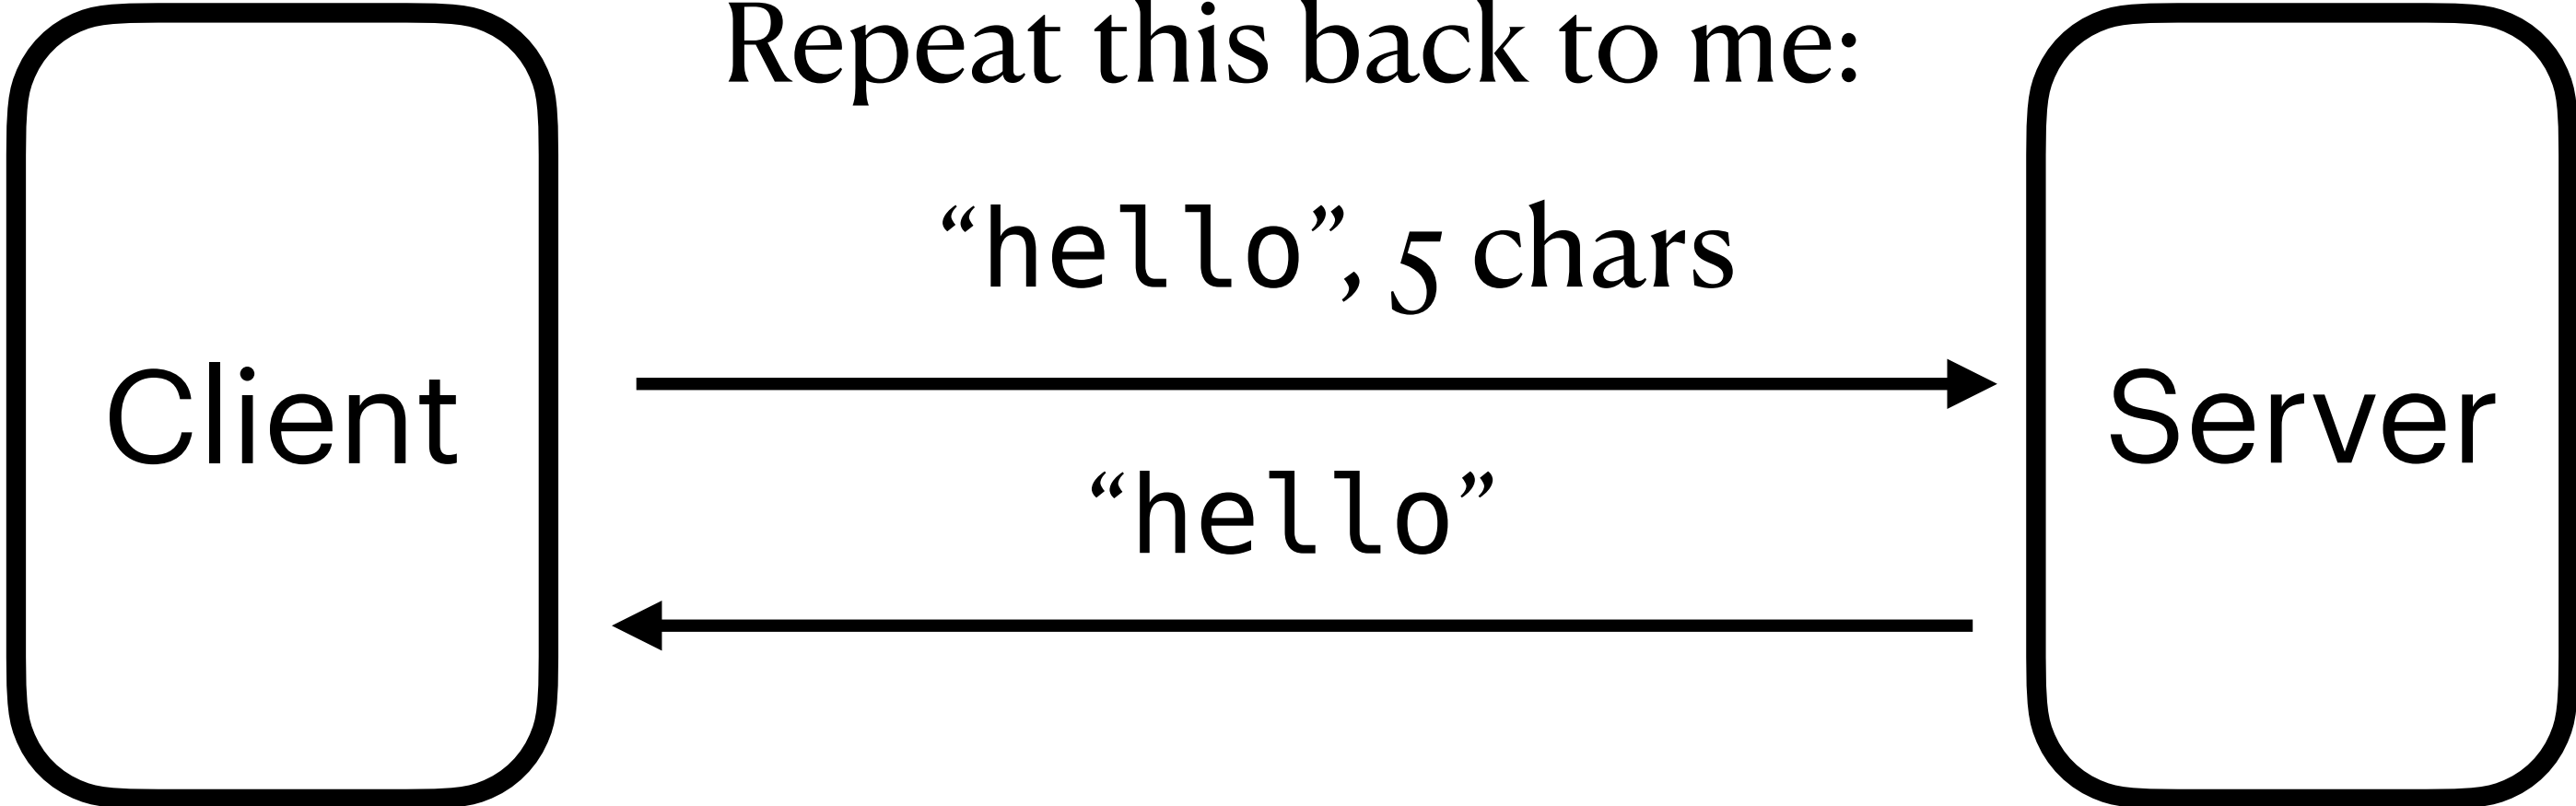 Repeat this back to me:
“hello”, 5 chars
Client
Server
“hello”